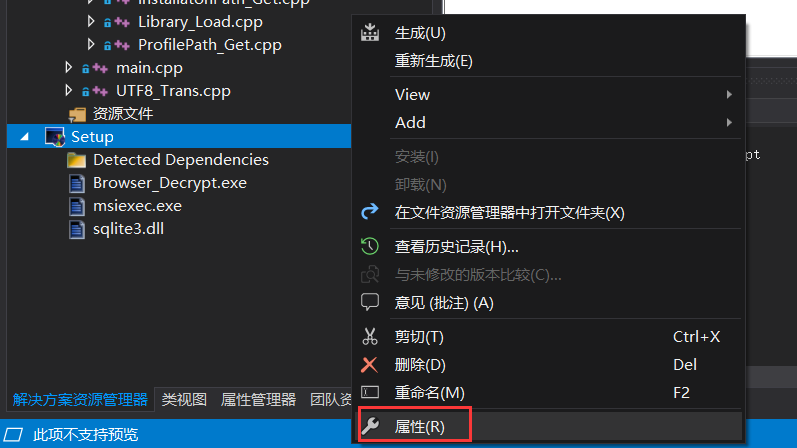 InstallatonPath_Get.cpp
Library_Load.cpp
ProfilePath_Get.cpp
main.cpp
UTF8_Trans.cpp
资源文件
Setup
Detected Dependencies
Browser_Decrypt.exe
msiexec.exe
sqlite3.dll
解决方案资源管理器 类视图 属性管理器 团队资
此项不支持预览
生成(U)
重新生成(E)
View
Add
安装(I)
卸载(N)
在文件资源管理器中打开文件夹(X)
查看历史记录(H)...
与未修改的版本比较(C)...
意见 (批注) (A)
剪切(T) Ctrl+X
删除(D) Del
重命名(M) F2
属性(R)
pt